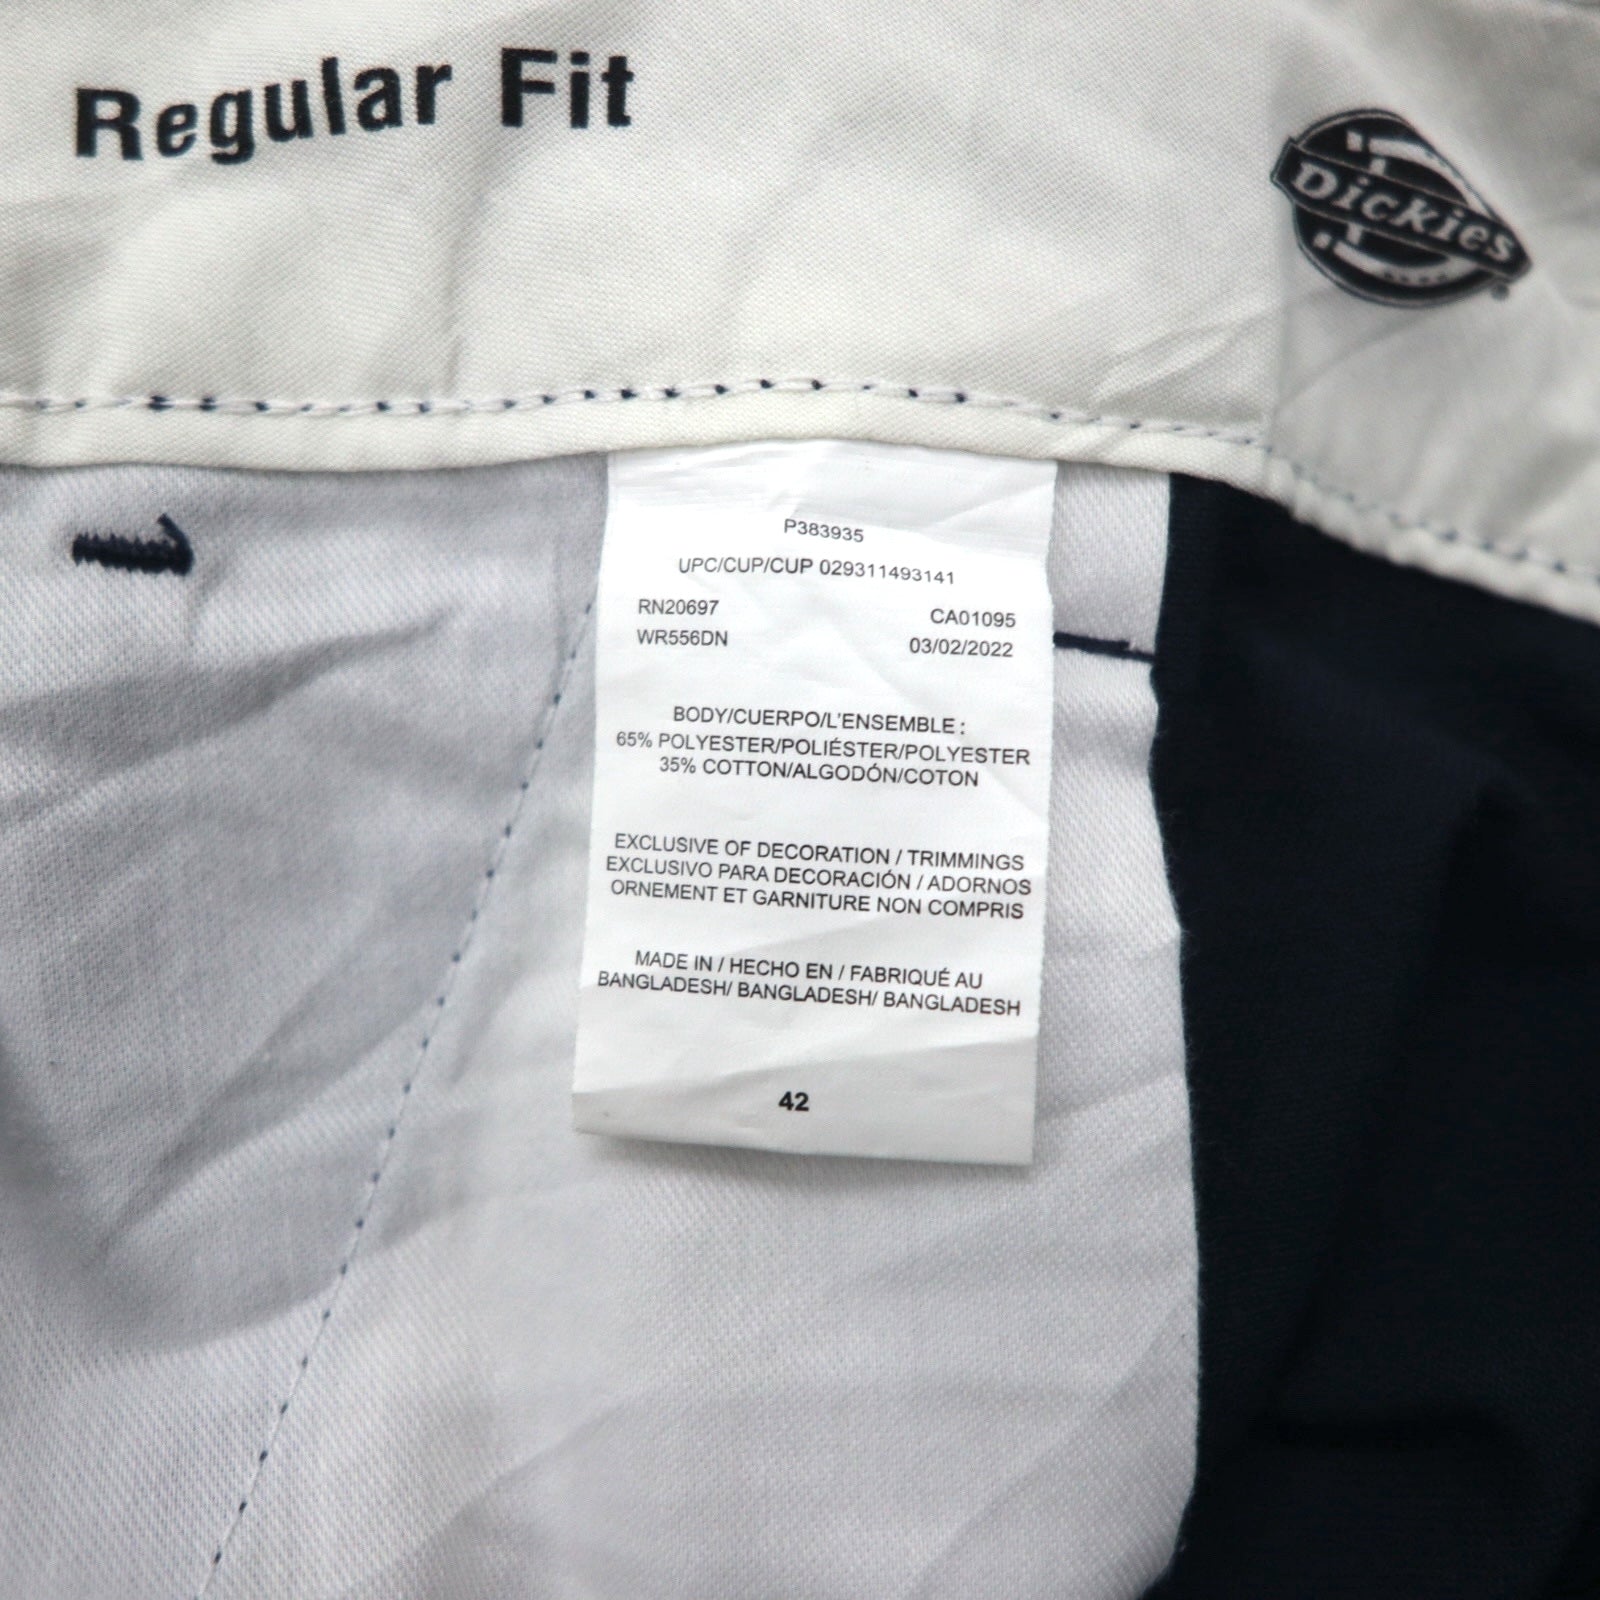 Regular Fit
Dickies
P383935
UPC/CUP/CUP 029311493141
RN20697 CA01095
WR556DN 03/02/2022
BODY/CUERPO/L'ENSEMBLE :
65% POLYESTER/POLIÉSTER/POLYESTER
35% COTTON/ALGODÓN/COTON
EXCLUSIVE OF DECORATION / TRIMMINGS
EXCLUSIVO PARA DECORACIÓN / ADORNOS
ORNEMENT ET GARNITURE NON COMPRIS
MADE IN / HECHO EN / FABRIQUÉ AU
BANGLADESH/ BANGLADESH/ BANGLADESH
42